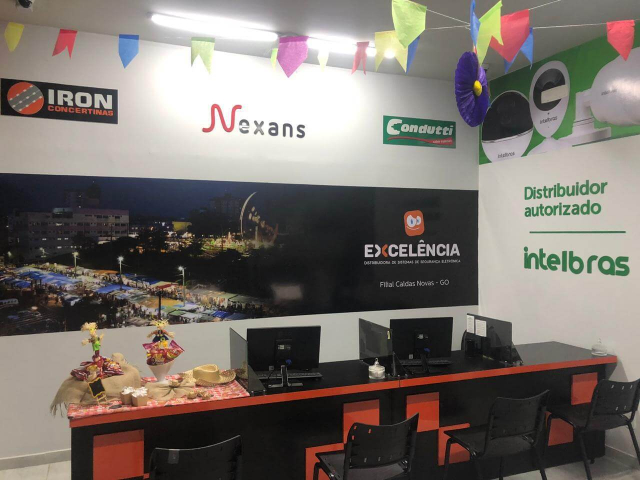 IRON
CONCERTINAS
Nexans
Condutti
EXCELÊNCIA
DISTRIBUIDORA DE SISTEMAS DE SEGURANÇA ELETRÔNICA
Filial Caldas Novas - GO
intelbras
intelbras
Distribuidor
autorizado
intelbras